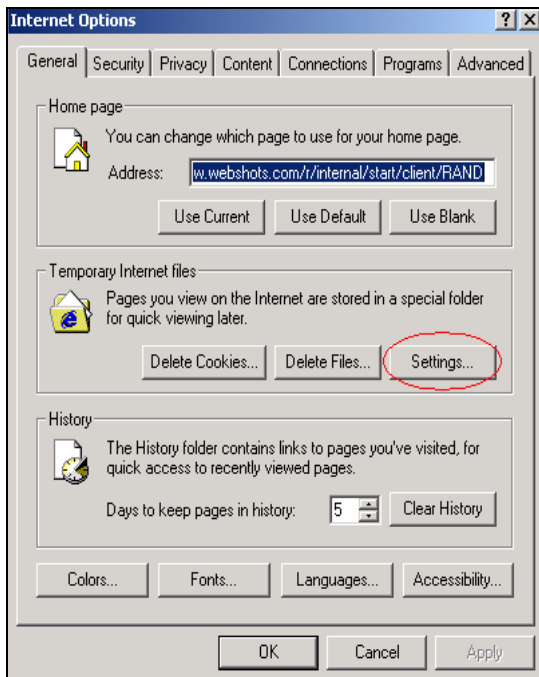 Internet Options
General Security Privacy Content Connections Programs Advanced
Home page
You can change which page to use for your home page.
Address: w.webshots.com/r/internal/start/client/RAND
Use Current Use Default Use Blank
Temporary Internet files
Pages you view on the Internet are stored in a special folder
for quick viewing later.
Delete Cookies... Delete Files... Settings...
History
The History folder contains links to pages you've visited, for
quick access to recently viewed pages.
Days to keep pages in history: 5 Clear History
Colors... Fonts... Languages... Accessibility...
OK Cancel Apply